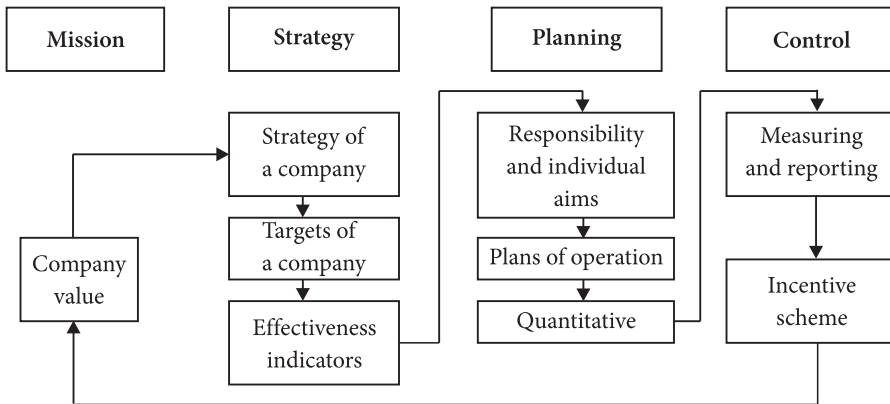 Mission
Strategy
Planning
Control
Company
value
Strategy of
a company
Targets of
a company
Effectiveness
indicators
Responsibility
and individual
aims
Plans of operation
Quantitative
Measuring
and reporting
Incentive
scheme